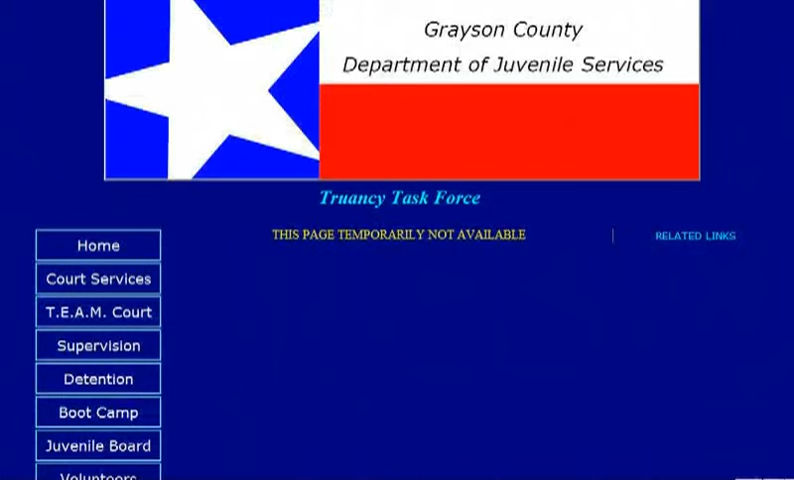 Grayson County
Department of Juvenile Services
Truancy Task Force
THIS PAGE TEMPORARILY NOT AVAILABLE
RELATED LINKS
Home
Court Services
T.E.A.M. Court
Supervision
Detention
Boot Camp
Juvenile Board
Volunteers